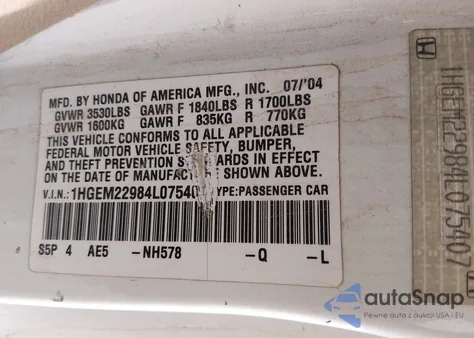 MFD. BY HONDA OF AMERICA MFG., INC. 07/'04
GVWR 3530LBS GAWR F 1840LBS R 1700LBS
GVWR 1600KG GAWR F 835KG R 770KG
THIS VEHICLE CONFORMS TO ALL APPLICABLE
FEDERAL MOTOR VEHICLE SAFETY, BUMPER,
AND THEFT PREVENTION STANDARDS IN EFFECT
ON THE DATE OF MANUFACTURE SHOWN ABOVE.
V.I.N: 1HGEM22984L07540 TYPE:PASSENGER CAR
S5P 4 AE5 -NH578 -Q -L
1HGEM22984L075407
autoSnap
Pewne auta z aukcji USA i EU